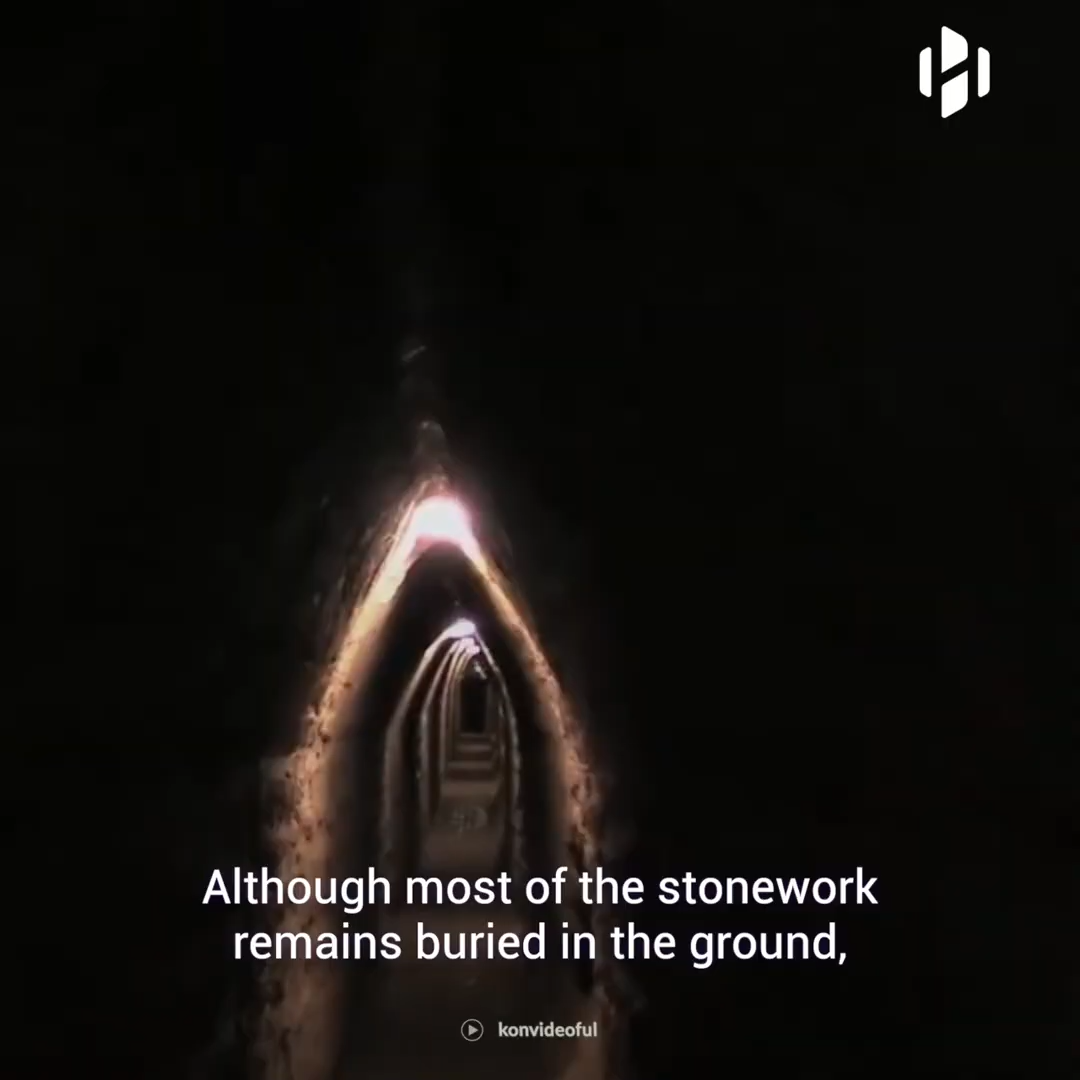 Although most of the stonework
remains buried in the ground,
konvideoful